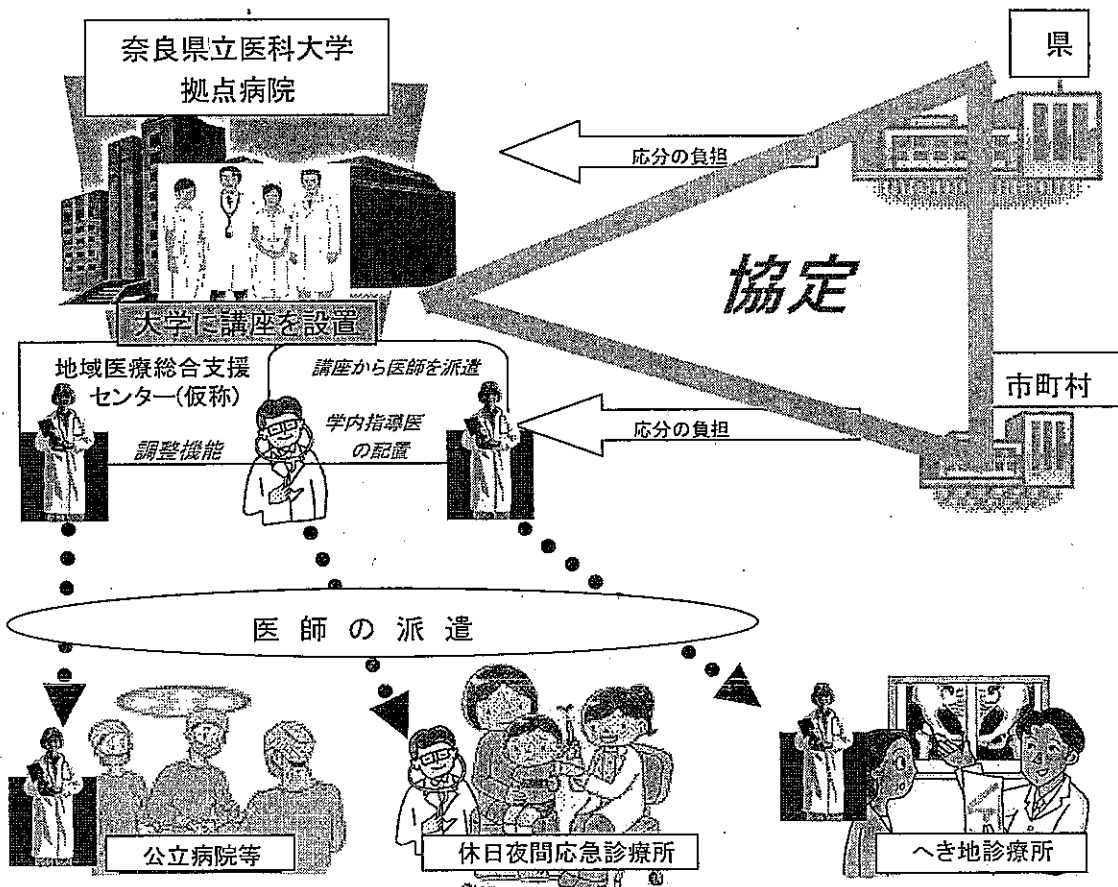 奈良県立医科大学
拠点病院
県
応分の負担
協定
大学に講座を設置
地域医療総合支援
センター(仮称)
調整機能
講座から医師を派遣
学内指導医
の配置
市町村
応分の負担
医師の派遣
公立病院等
休日夜間応急診療所
へき地診療所